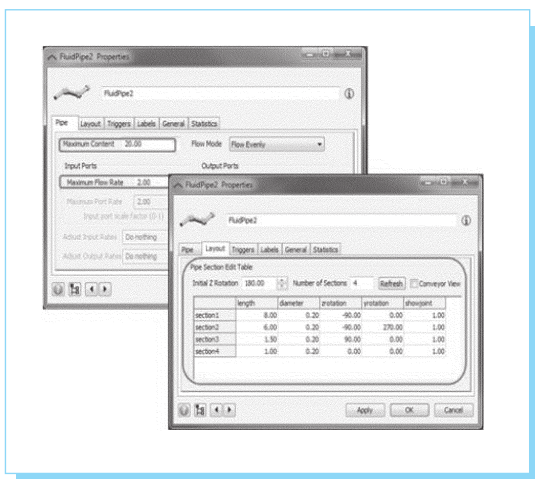 FluidPipe2 Properties
FluidPipe2
Pipe Layout Triggers Labels General Statistics
Maximum Content 20.00 Flow Mode Flow Evenly
Input Ports Output Ports
Maximum Flow Rate 2.00
Maximum Port Rate 2.00
Input port scale factor (0-1)
Adjust Input Rates Do nothing
Adjust Output Rates Do nothing
FluidPipe2 Properties
FluidPipe2
Pipe Layout Triggers Labels General Statistics
Pipe Section Edit Table
Initial Z Rotation 180.00 Number of Sections 4 Refresh Conveyor View
length diameter zrotation yrotation showjoint
section1 8.00 0.20 -90.00 0.00 1.00
section2 6.00 0.20 -90.00 270.00 1.00
section3 1.50 0.20 90.00 0.00 1.00
section4 1.00 0.20 0.00 0.00 1.00
Apply OK Cancel